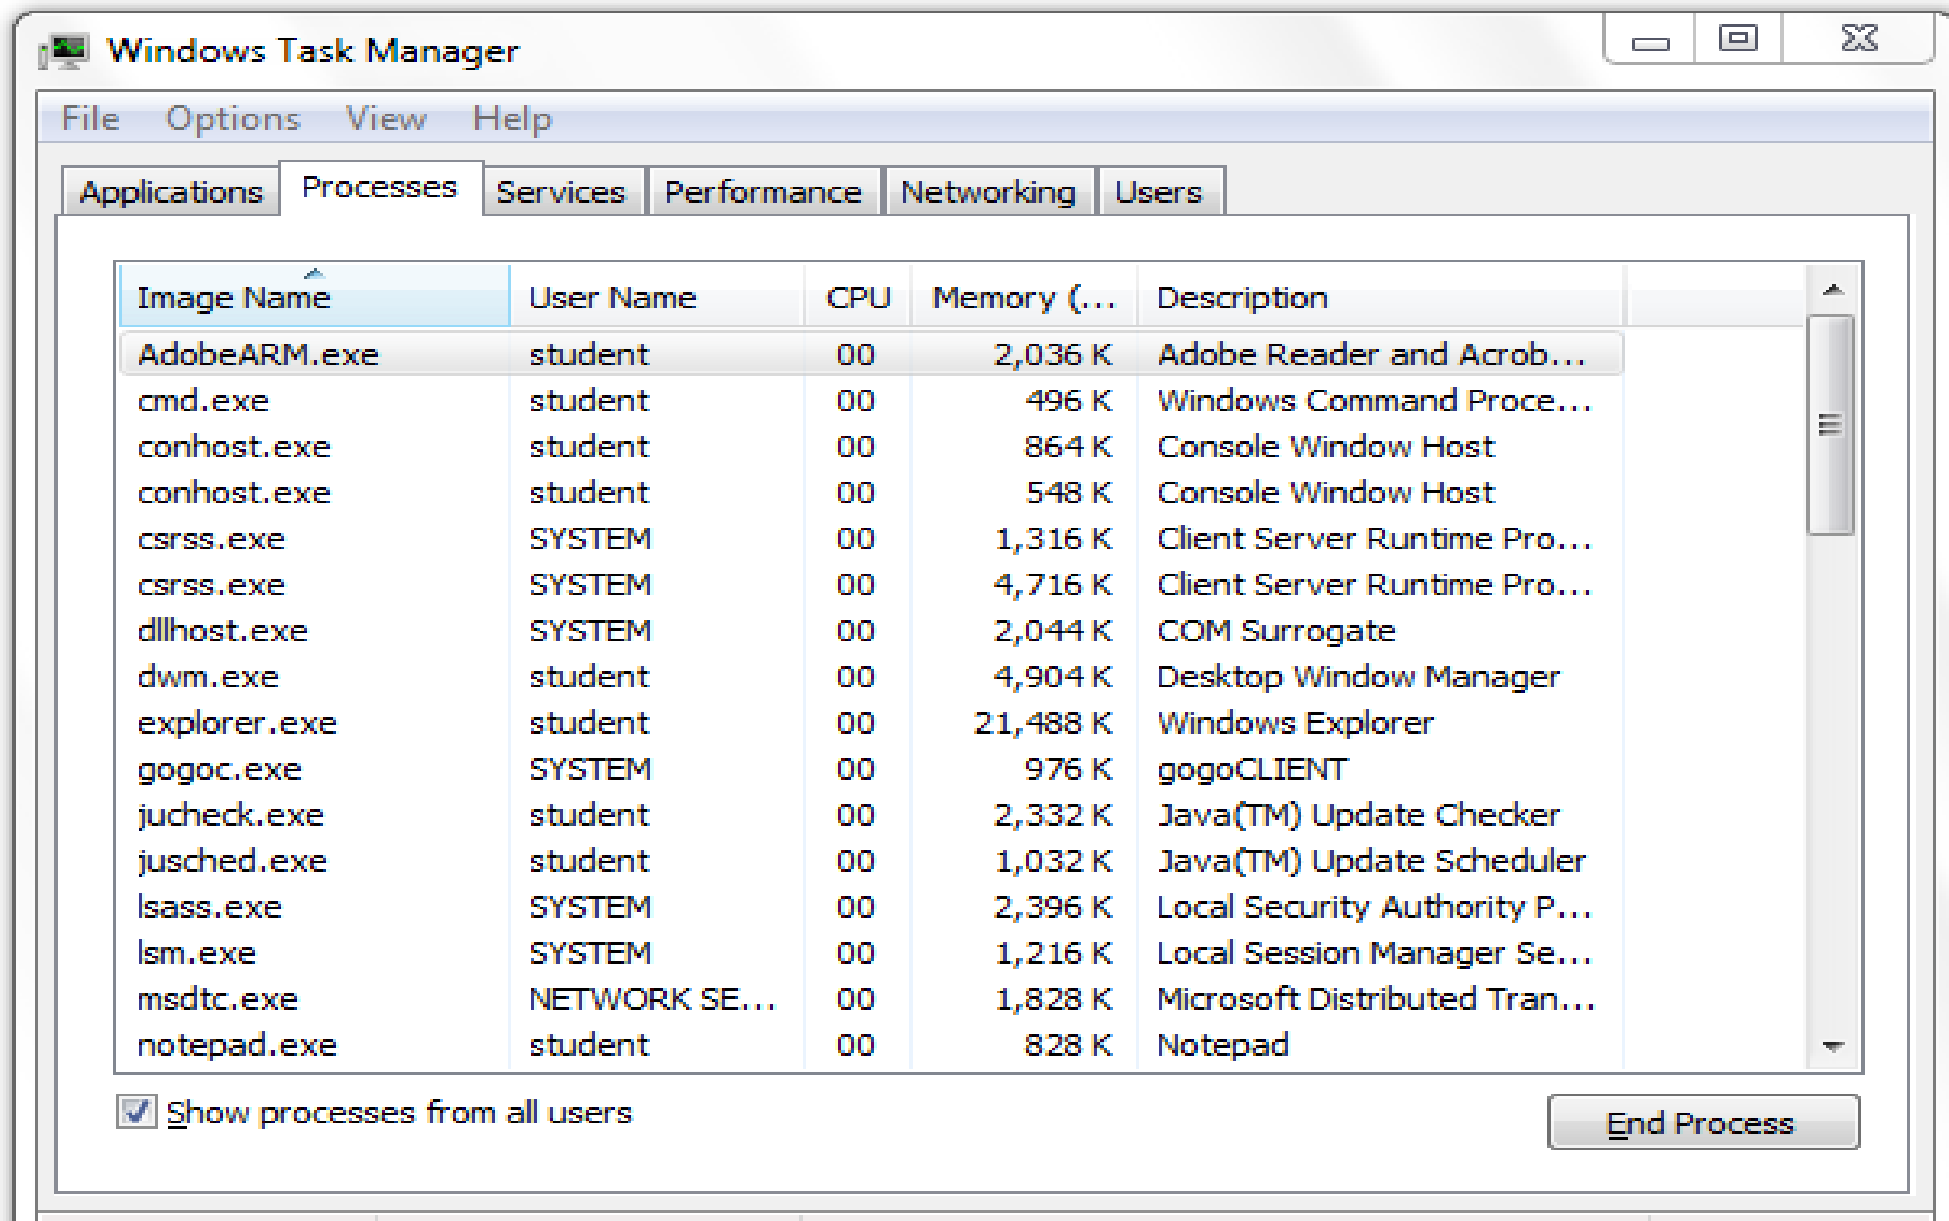 Windows Task Manager
File Options View Help
Applications Processes Services Performance Networking Users
Image Name User Name CPU Memory (... Description
AdobeARM.exe student 00 2,036 K Adobe Reader and Acrob...
cmd.exe student 00 496 K Windows Command Proce...
conhost.exe student 00 864 K Console Window Host
conhost.exe student 00 548 K Console Window Host
csrss.exe SYSTEM 00 1,316 K Client Server Runtime Pro...
csrss.exe SYSTEM 00 4,716 K Client Server Runtime Pro...
dllhost.exe SYSTEM 00 2,044 K COM Surrogate
dwm.exe student 00 4,904 K Desktop Window Manager
explorer.exe student 00 21,488 K Windows Explorer
gogoc.exe SYSTEM 00 976 K gogoCLIENT
jucheck.exe student 00 2,332 K Java(TM) Update Checker
jusched.exe student 00 1,032 K Java(TM) Update Scheduler
lsass.exe SYSTEM 00 2,396 K Local Security Authority P...
lsm.exe SYSTEM 00 1,216 K Local Session Manager Se...
msdtc.exe NETWORK SE... 00 1,828 K Microsoft Distributed Tran...
notepad.exe student 00 828 K Notepad
Show processes from all users
End Process